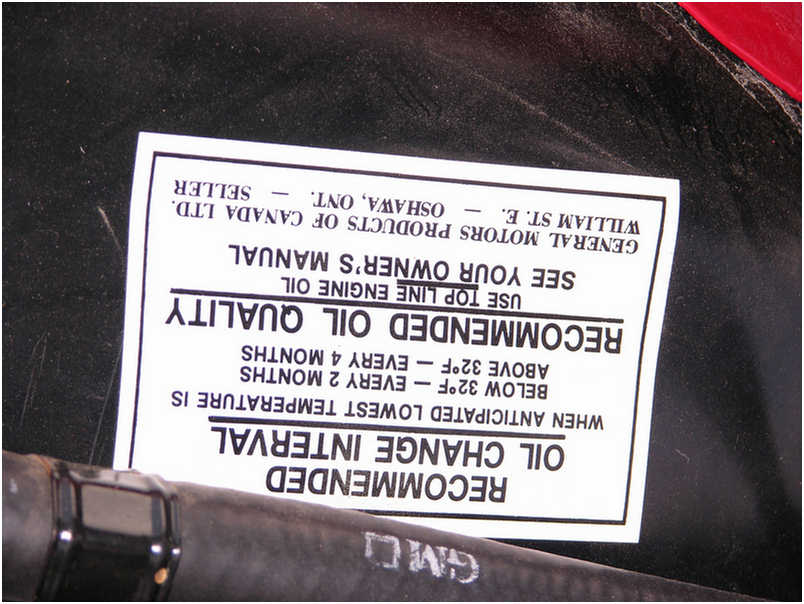 RECOMMENDED
OIL CHANGE INTERVAL
WHEN ANTICIPATED LOWEST TEMPERATURE IS
BELOW 32°F — EVERY 2 MONTHS
ABOVE 32°F — EVERY 4 MONTHS
RECOMMENDED OIL QUALITY
USE TOP LINE ENGINE OIL
SEE YOUR OWNER'S MANUAL
GENERAL MOTORS PRODUCTS OF CANADA LTD.
WILLIAM ST. E. — OSHAWA, ONT. — SELLER
GM